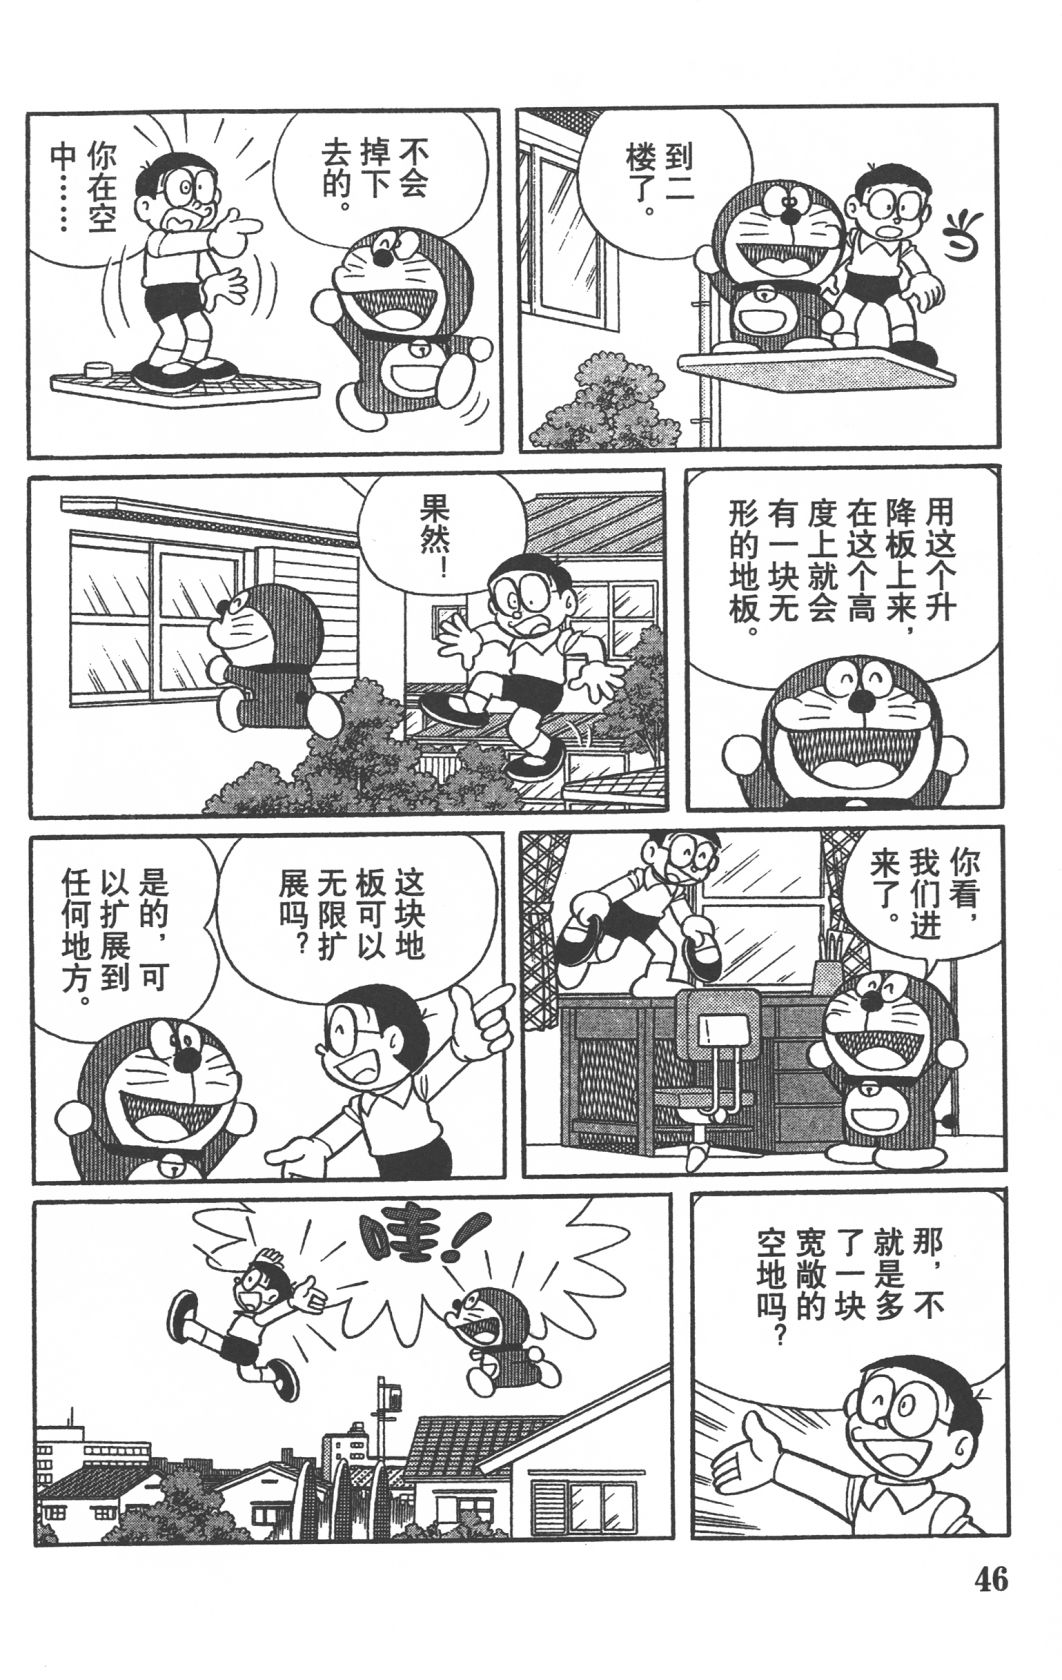 到二
楼了。
不会
掉下
去的。
你在空
中……
用这个升
降板上来，
在这个高
度上就会
有一块无
形的地板。
果然！
你看，
我们进
来了。
这块地
板可以
无限扩
展吗？
是的，可
以扩展到
任何地方。
那，不
就是多
了一块
宽敞的
空地吗？
哇！
46